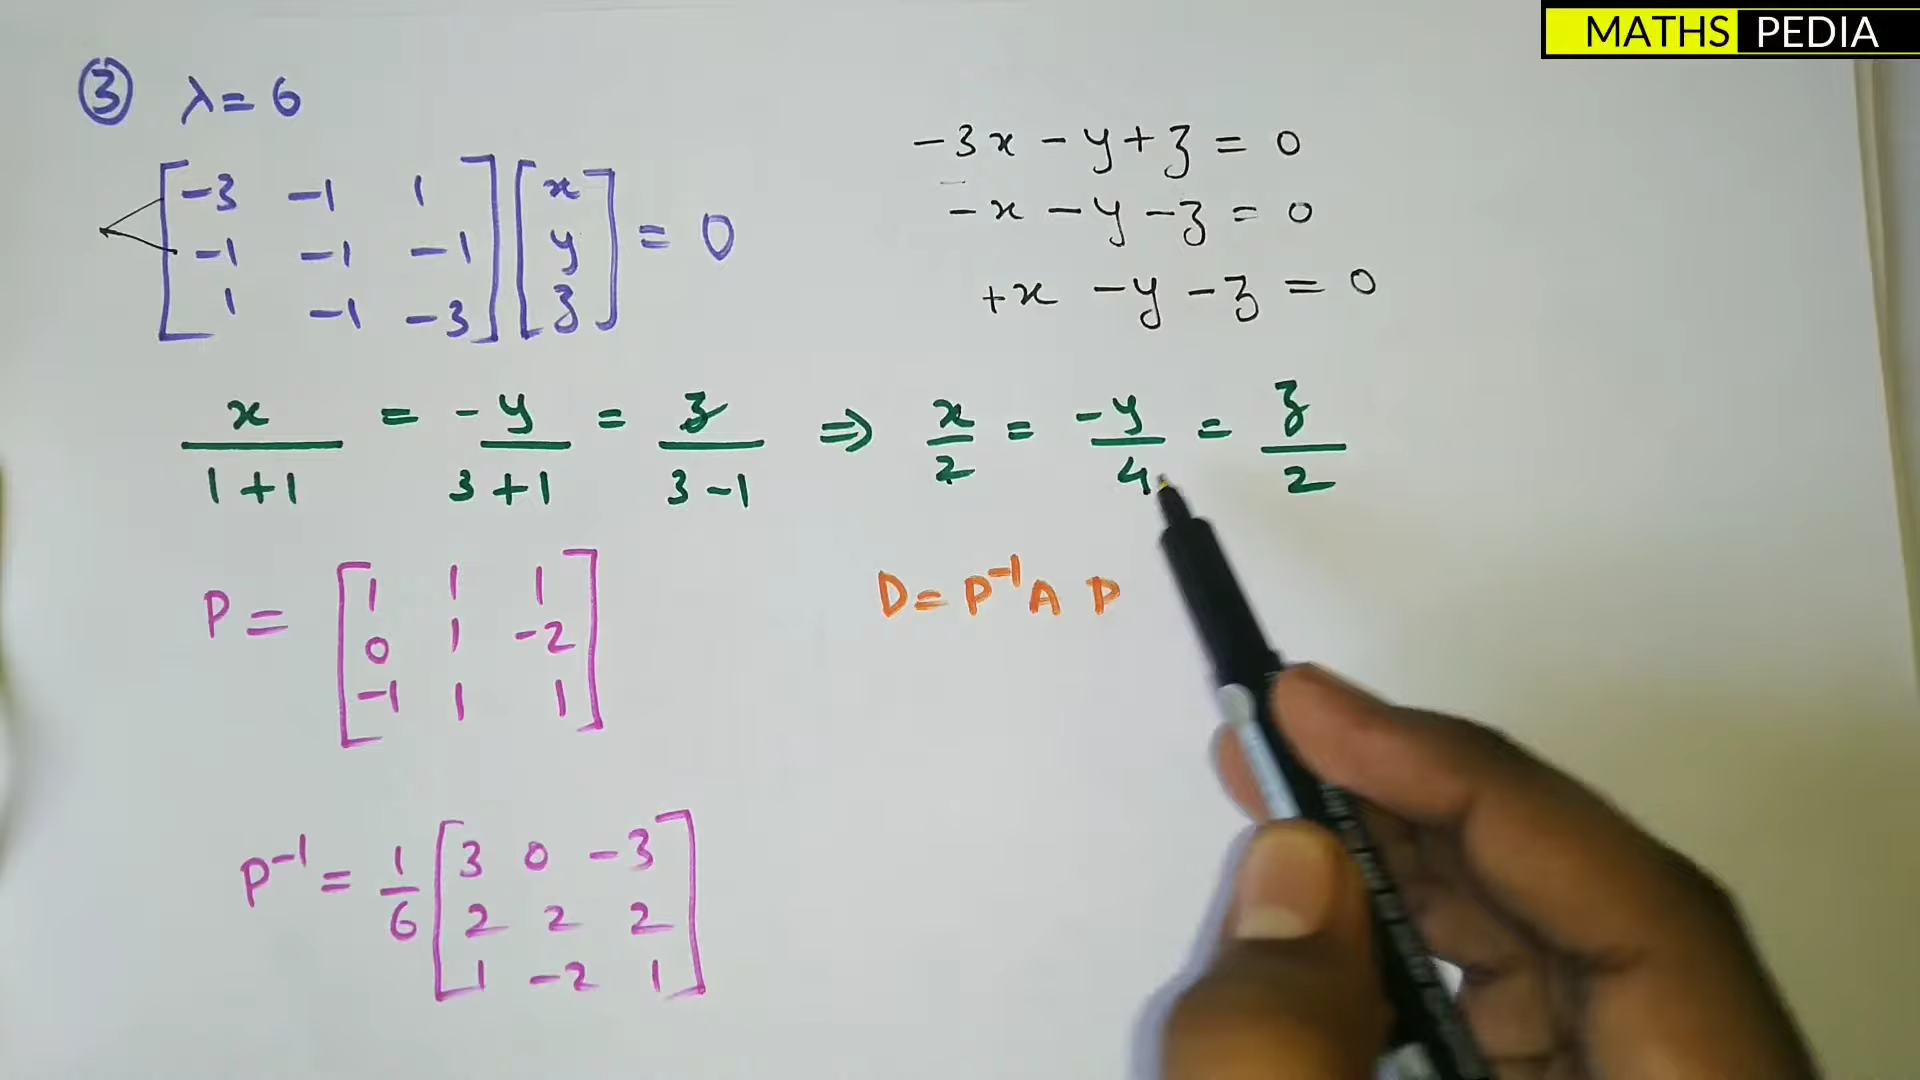 MATHS PEDIA
③ λ = 6
[ -3 -1 1 ] [ x ]
[ -1 -1 -1 ] [ y ] = 0
[ 1 -1 -3 ] [ z ]
-3x - y + z = 0
-x - y - z = 0
+x - y - z = 0
x/(1+1) = -y/(3+1) = z/(3-1) ⇒ x/2 = -y/4 = z/2
P = [ 1 1 1 ]
[ 0 1 -2 ]
[ -1 1 1 ]
D = P⁻¹ A P
P⁻¹ = 1/6 [ 3 0 -3 ]
[ 2 2 2 ]
[ 1 -2 1 ]